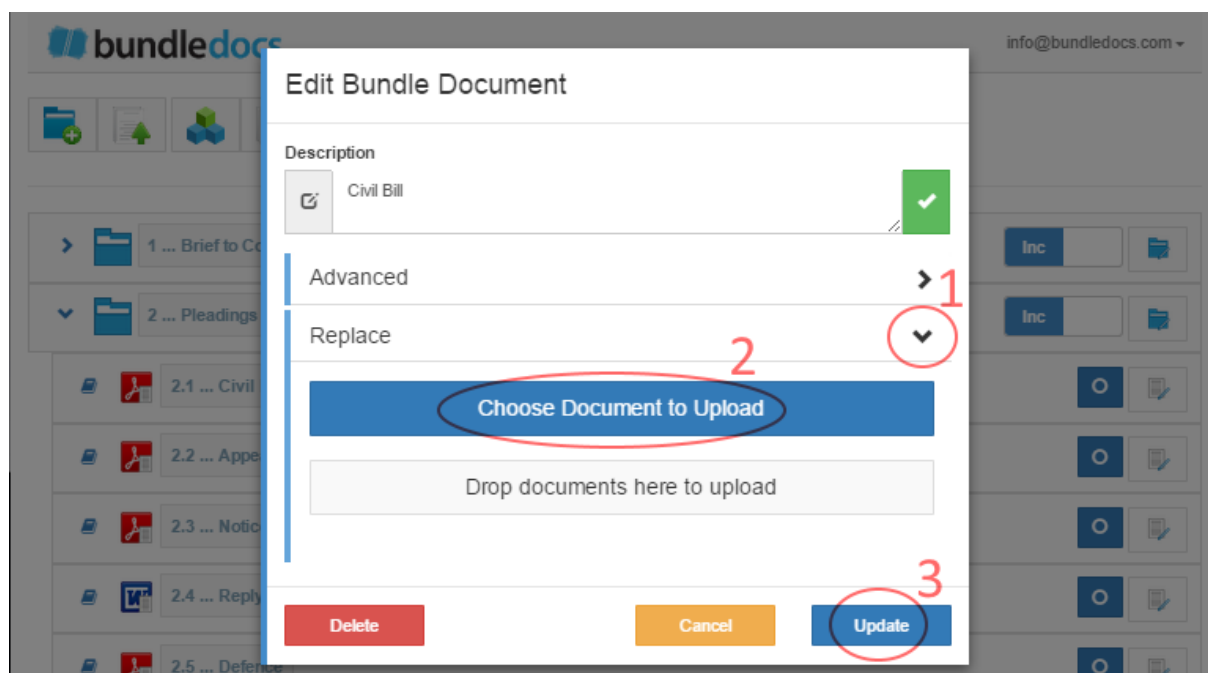 bundledocs
info@bundledocs.com
Edit Bundle Document
Description
Civil Bill
1 ... Brief to Co
Inc
Advanced
1
2 ... Pleadings
Inc
Replace
2
2.1 ... Civil
Choose Document to Upload
2.2 ... Appe
Drop documents here to upload
2.3 ... Notic
3
2.4 ... Reply
Delete
Cancel
Update
2.5 ... Defence